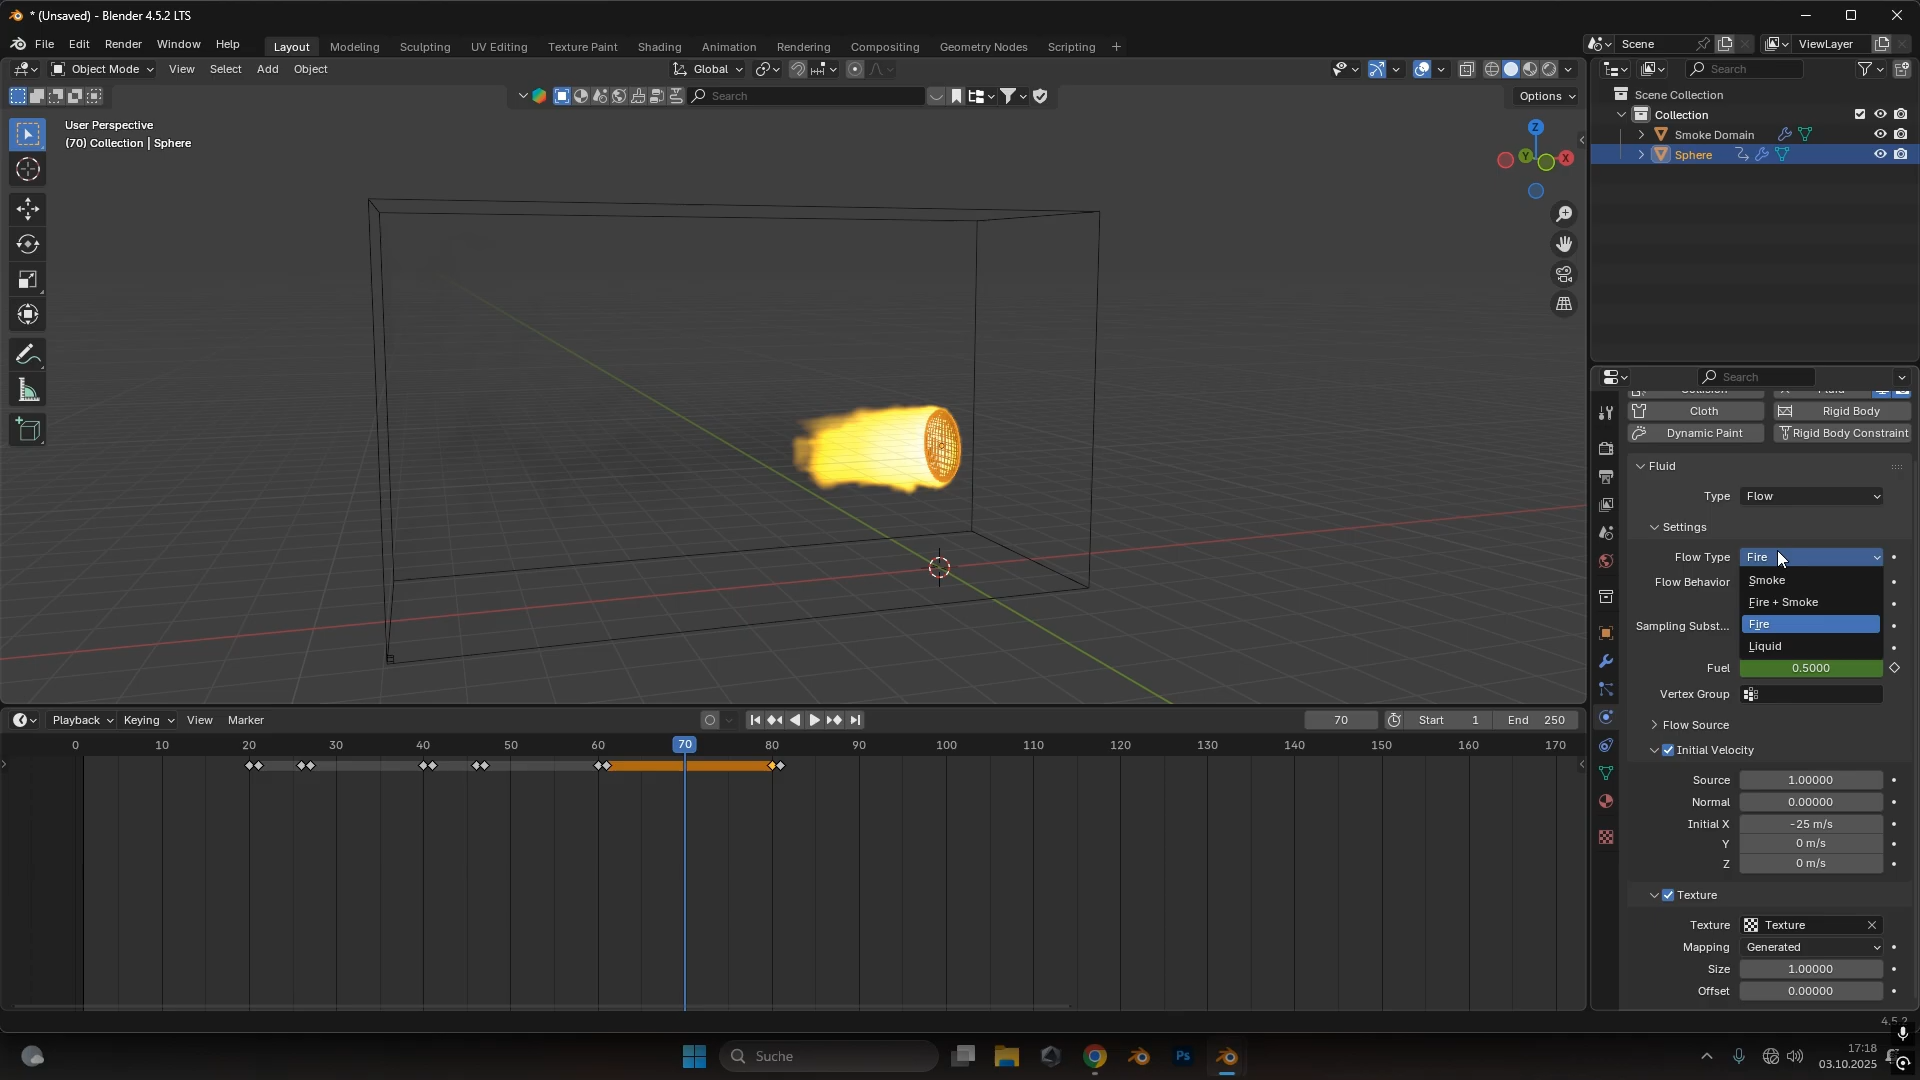 * (Unsaved) - Blender 4.5.2 LTS
File Edit Render Window Help
Layout Modeling Sculpting UV Editing Texture Paint Shading Animation Rendering Compositing Geometry Nodes Scripting +
Scene ViewLayer
Object Mode View Select Add Object
Global
Search
Search
Options
Scene Collection
Collection
Smoke Domain
Sphere
User Perspective
(70) Collection | Sphere
Z
Y
X
Search
Collision Fluid
Cloth Rigid Body
Dynamic Paint Rigid Body Constraint
Fluid
Type Flow
Settings
Flow Type Fire
Flow Behavior
Smoke
Fire + Smoke
Sampling Subst...
Fire
Liquid
Fuel 0.5000
Vertex Group
Flow Source
Initial Velocity
Source 1.00000
Normal 0.00000
Initial X -25 m/s
Y 0 m/s
Z 0 m/s
Texture
Texture Texture
Mapping Generated
Size 1.00000
Offset 0.00000
Playback Keying View Marker
70 Start 1 End 250
0 10 20 30 40 50 60 70 80 90 100 110 120 130 140 150 160 170
4.5.2
Suche
Ps
17:18
03.10.2025